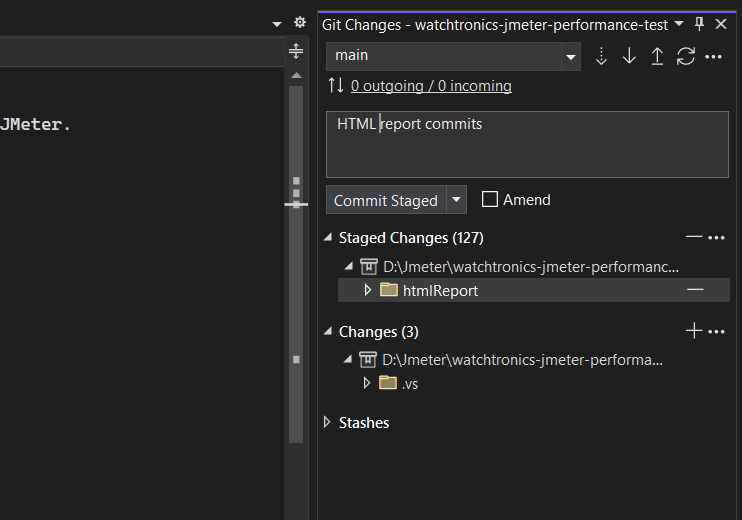 Git Changes - watchtronics-jmeter-performance-test
main
0 outgoing / 0 incoming
JMeter.
HTML report commits
Commit Staged
Amend
Staged Changes (127)
D:\Jmeter\watchtronics-jmeter-performanc...
htmlReport
Changes (3)
D:\Jmeter\watchtronics-jmeter-performa...
.vs
Stashes